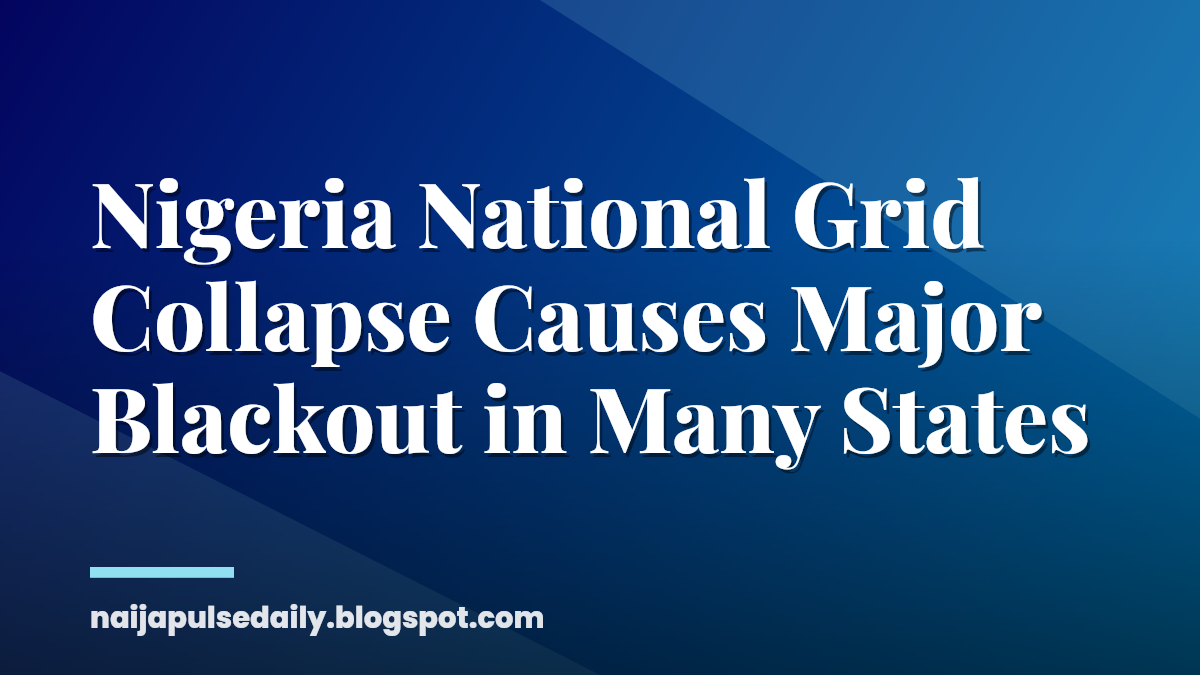 Nigeria National Grid
Collapse Causes Major
Blackout in Many States
naijapulsedaily.blogspot.com